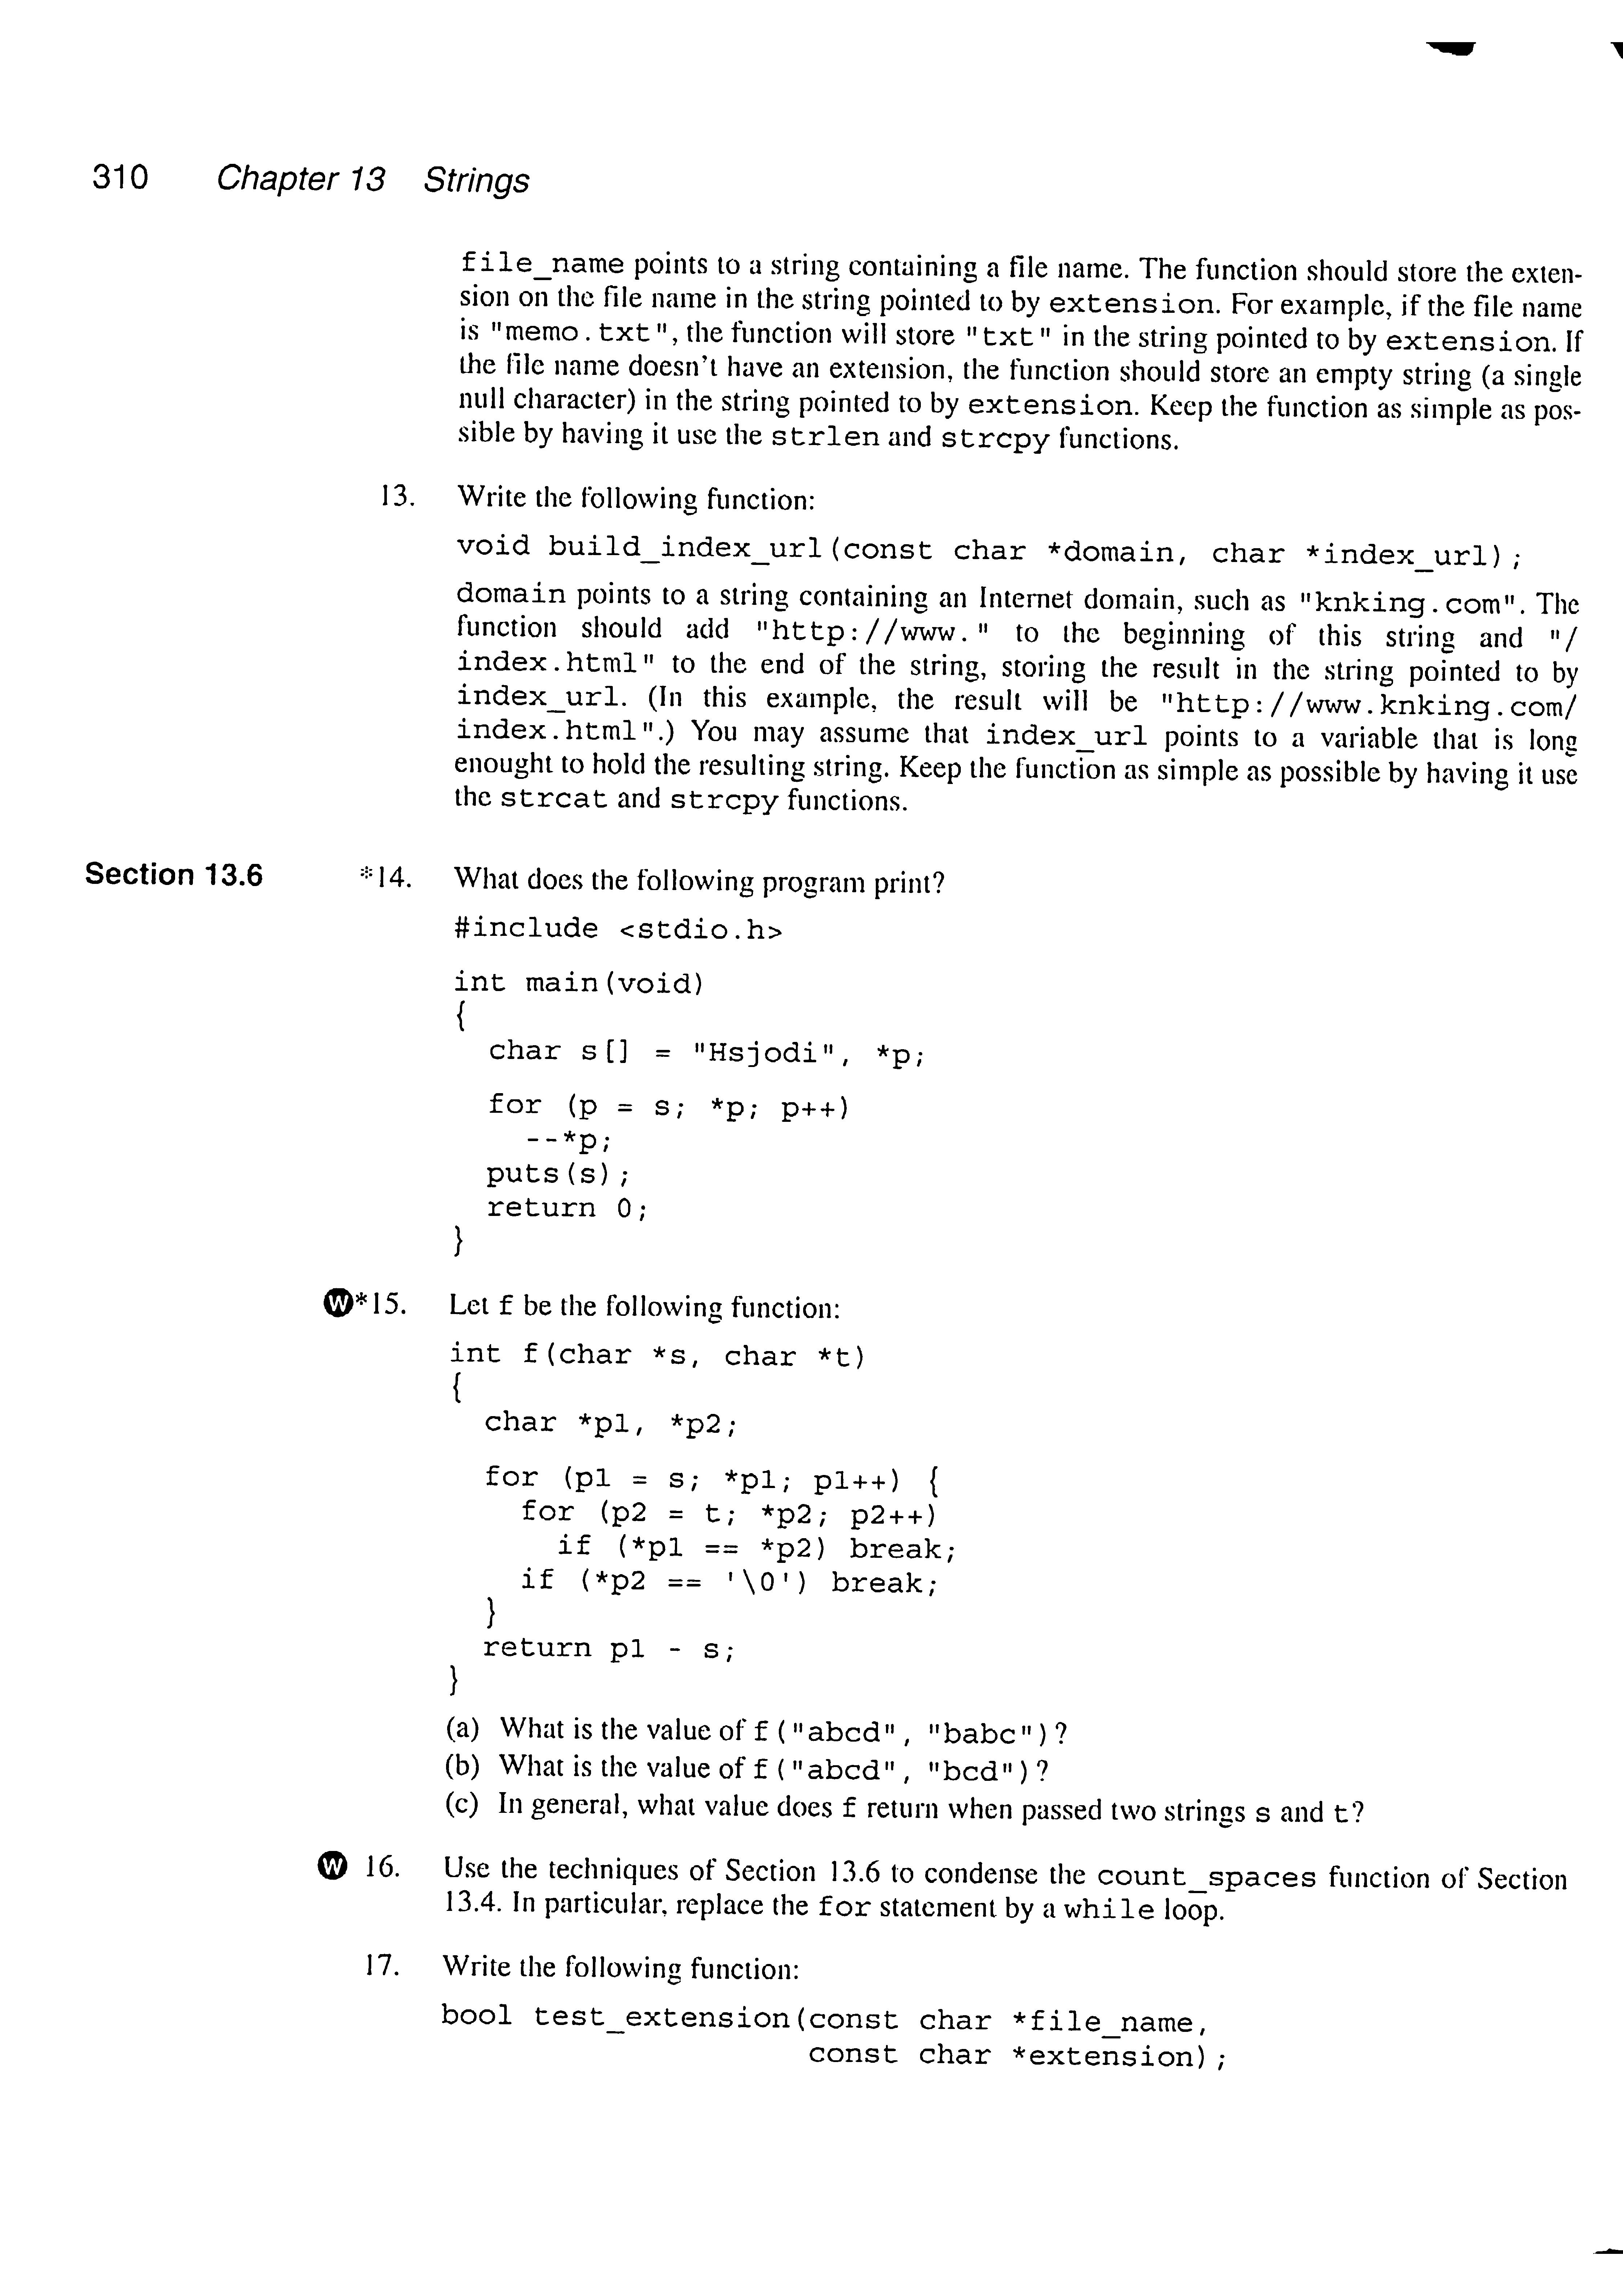 310 Chapter 13 Strings
file_name points to a string containing a file name. The function should store the exten-
sion on the file name in the string pointed to by extension. For example, if the file name
is "memo.txt", the function will store "txt" in the string pointed to by extension. If
the file name doesn't have an extension, the function should store an empty string (a single
null character) in the string pointed to by extension. Keep the function as simple as pos-
sible by having it use the strlen and strcpy functions.
13. Write the following function:
void build_index_url(const char *domain, char *index_url);
domain points to a string containing an Internet domain, such as "knking.com". The
function should add "http://www." to the beginning of this string and "/
index.html" to the end of the string, storing the result in the string pointed to by
index_url. (In this example, the result will be "http://www.knking.com/
index.html".) You may assume that index_url points to a variable that is long
enought to hold the resulting string. Keep the function as simple as possible by having it use
the strcat and strcpy functions.
Section 13.6 *14. What does the following program print?
#include <stdio.h>
int main(void)
{
char s[] = "Hsjodi", *p;
for (p = s; *p; p++)
--*p;
puts(s);
return 0;
}
W *15. Let f be the following function:
int f(char *s, char *t)
{
char *p1, *p2;
for (p1 = s; *p1; p1++) {
for (p2 = t; *p2; p2++)
if (*p1 == *p2) break;
if (*p2 == '\0') break;
}
return p1 - s;
}
(a) What is the value of f("abcd", "babc")?
(b) What is the value of f("abcd", "bcd")?
(c) In general, what value does f return when passed two strings s and t?
W 16. Use the techniques of Section 13.6 to condense the count_spaces function of Section
13.4. In particular, replace the for statement by a while loop.
17. Write the following function:
bool test_extension(const char *file_name,
const char *extension);